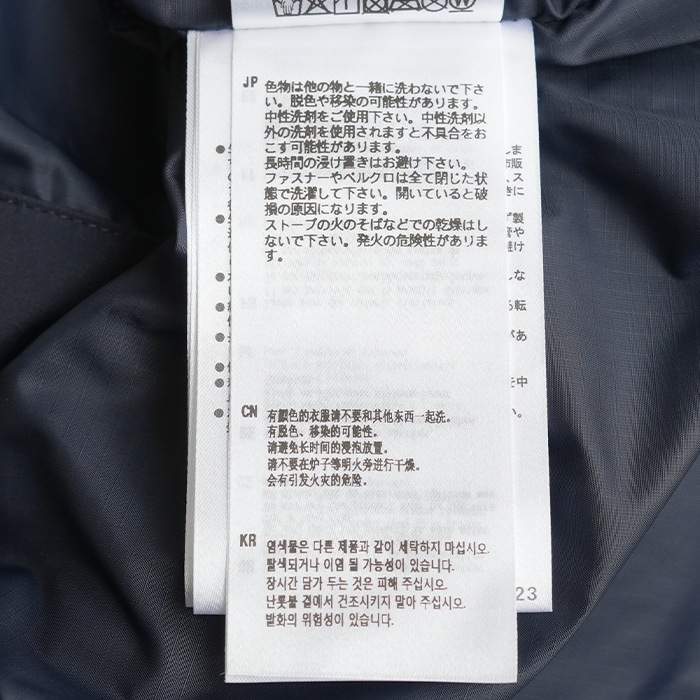 JP 色物は他の物と一緒に洗わないで下さ
い。脱色や移染の可能性があります。
中性洗剤をご使用下さい。中性洗剤以
外の洗剤を使用されますと不具合をお
こす可能性があります。
長時間の浸け置きはお避け下さい。
ファスナーやベルクロは全て閉じた状
態で洗濯して下さい。開いていると破
損の原因になります。
ストーブの火のそばなどでの乾燥はし
ないで下さい。発火の危険性がありま
す。
CN 有颜色的衣服请不要和其他东西一起洗。
有脱色、移染的可能性。
请避免长时间的浸泡放置。
请不要在炉子等明火旁进行干燥。
会有引发火灾的危险。
KR 염색물은 다른 제품과 같이 세탁하지 마십시오.
탈색되거나 이염 될 가능성이 있습니다.
장시간 담가 두는 것은 피해 주십시오.
난롯불 곁에서 건조시키지 말아 주십시오.
발화의 위험성이 있습니다.
23